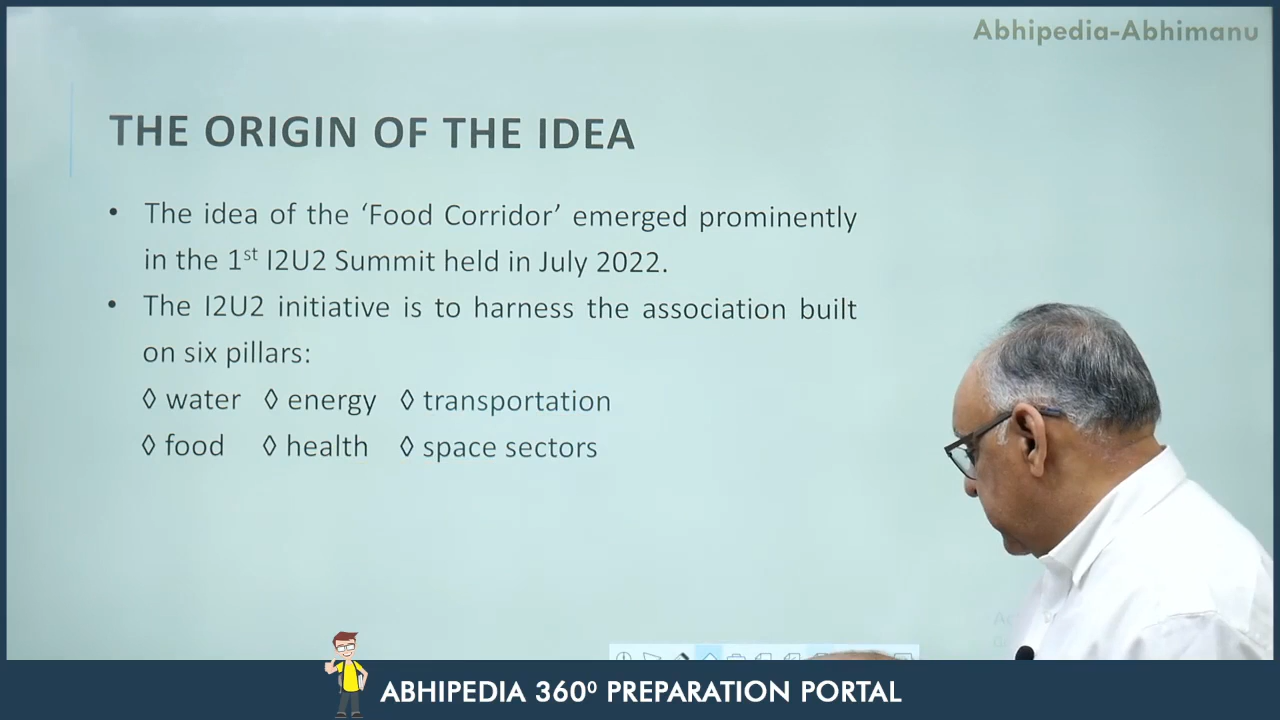 Abhipedia-Abhimanu
THE ORIGIN OF THE IDEA
• The idea of the ‘Food Corridor’ emerged prominently
in the 1st I2U2 Summit held in July 2022.
• The I2U2 initiative is to harness the association built
on six pillars:
◊ water ◊ energy ◊ transportation
◊ food ◊ health ◊ space sectors
ABHIPEDIA 360⁰ PREPARATION PORTAL